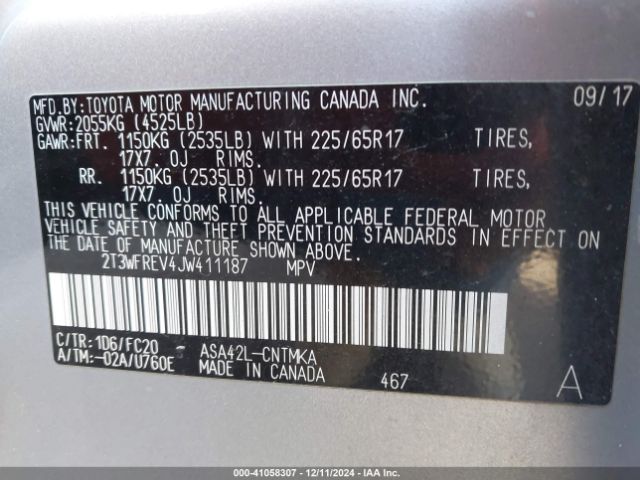 MFD.BY:TOYOTA MOTOR MANUFACTURING CANADA INC. 09/17
GVWR:2055KG (4525LB)
GAWR:FRT. 1150KG (2535LB) WITH 225/65R17 TIRES,
17X7.0J RIMS.
RR. 1150KG (2535LB) WITH 225/65R17 TIRES,
17X7.0J RIMS.
THIS VEHICLE CONFORMS TO ALL APPLICABLE FEDERAL MOTOR
VEHICLE SAFETY AND THEFT PREVENTION STANDARDS IN EFFECT ON
THE DATE OF MANUFACTURE SHOWN ABOVE.
2T3WFREV4JW411187 MPV
C/TR:1D6/FC20 ASA42L-CNTMKA
A/TM:-02A/U760E MADE IN CANADA 467 A
000-41058307 - 12/11/2024 - IAA Inc.